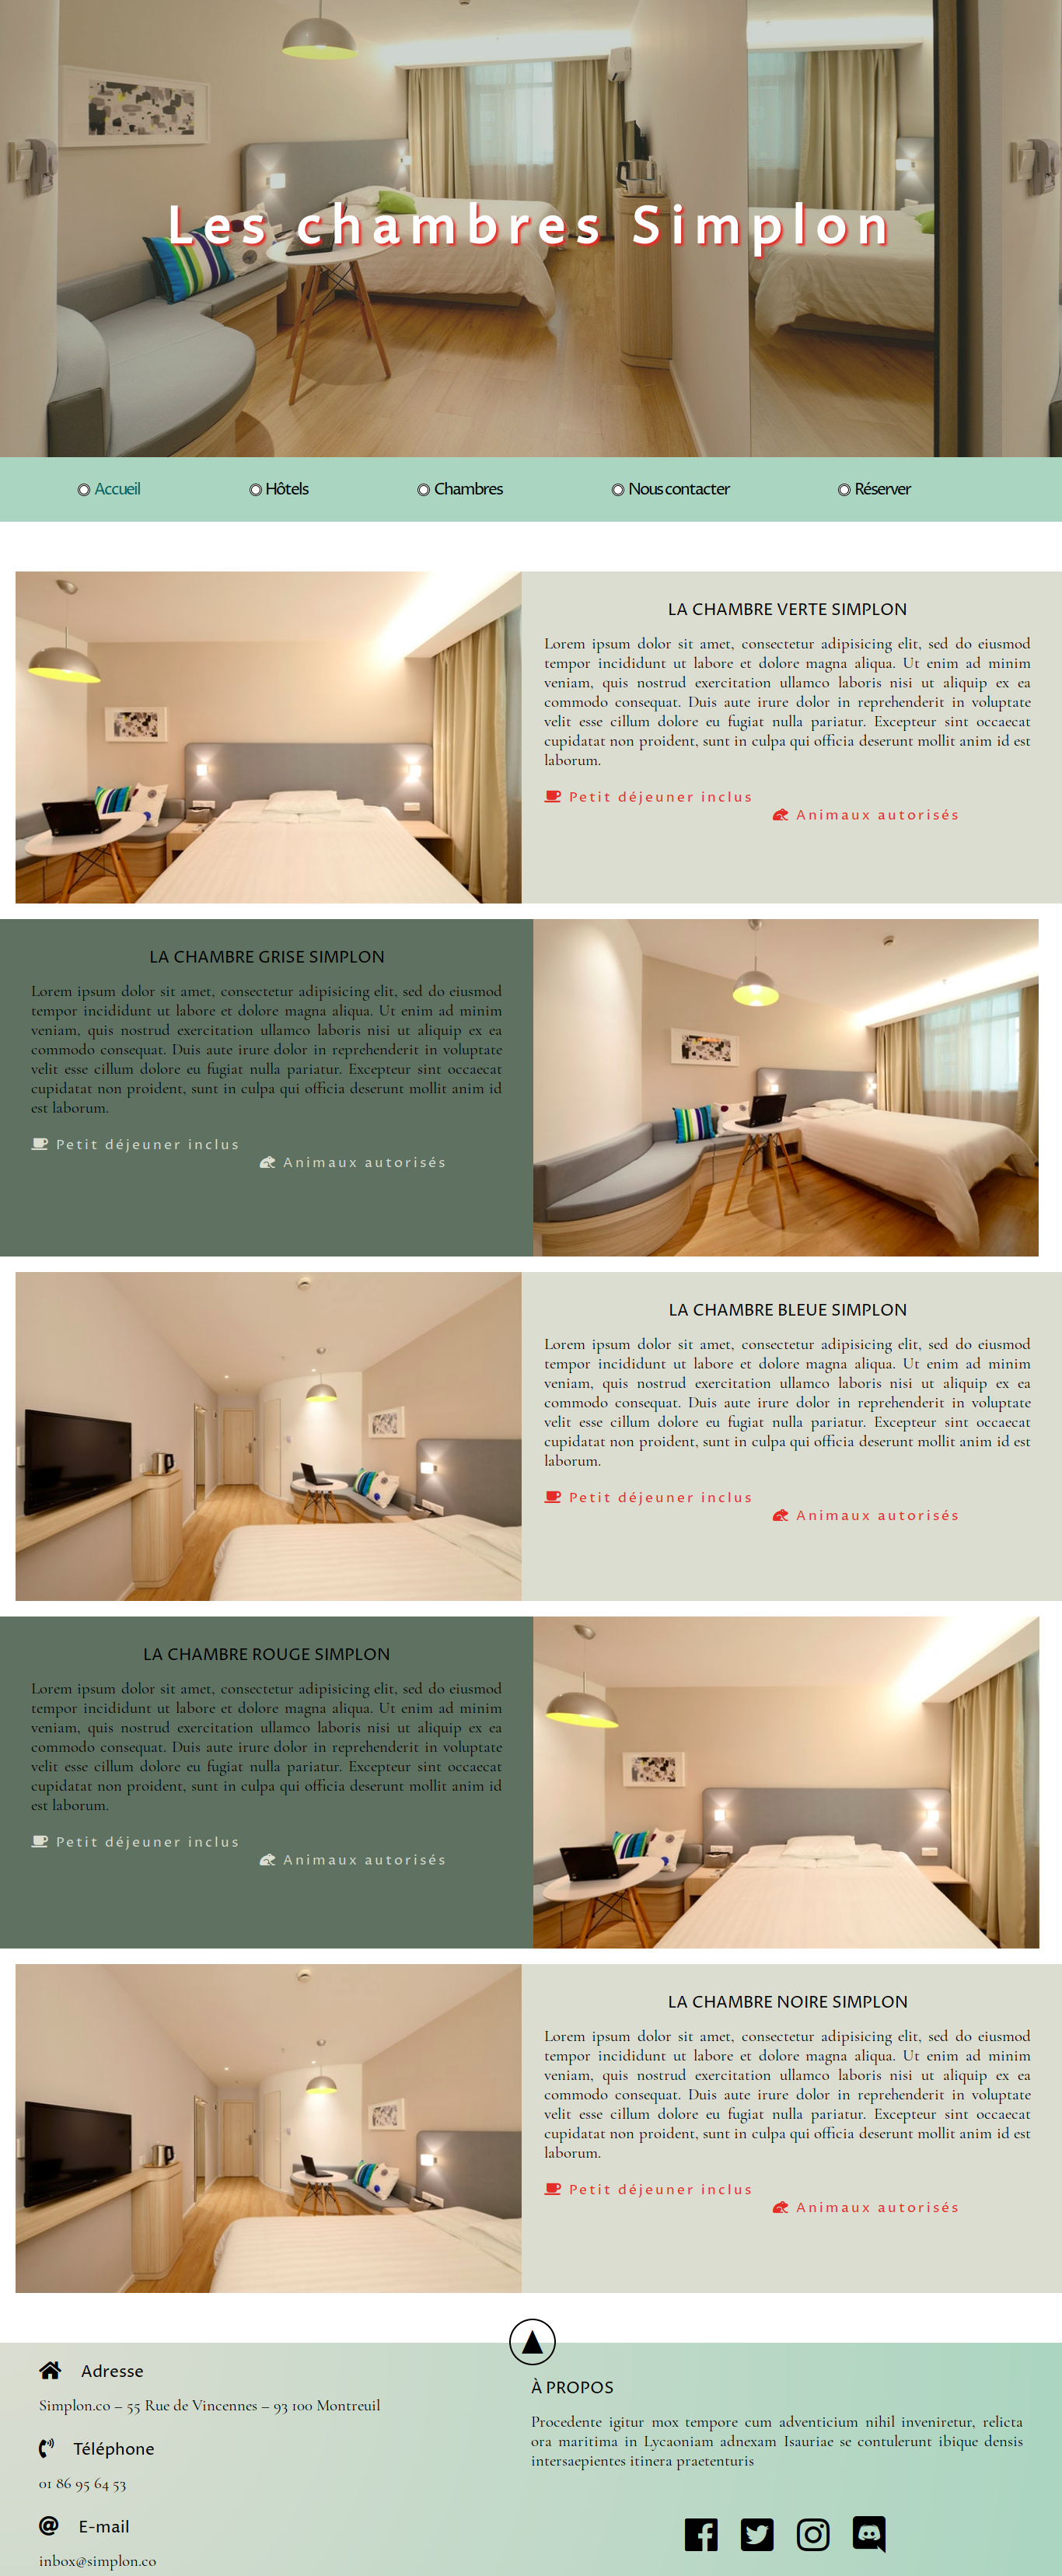 Les chambres Simplon
Accueil Hôtels Chambres Nous contacter Réserver
LA CHAMBRE VERTE SIMPLON
Lorem ipsum dolor sit amet, consectetur adipisicing elit, sed do eiusmod
tempor incididunt ut labore et dolore magna aliqua. Ut enim ad minim
veniam, quis nostrud exercitation ullamco laboris nisi ut aliquip ex ea
commodo consequat. Duis aute irure dolor in reprehenderit in voluptate
velit esse cillum dolore eu fugiat nulla pariatur. Excepteur sint occaecat
cupidatat non proident, sunt in culpa qui officia deserunt mollit anim id est
laborum.
Petit déjeuner inclus
Animaux autorisés
LA CHAMBRE GRISE SIMPLON
Lorem ipsum dolor sit amet, consectetur adipisicing elit, sed do eiusmod
tempor incididunt ut labore et dolore magna aliqua. Ut enim ad minim
veniam, quis nostrud exercitation ullamco laboris nisi ut aliquip ex ea
commodo consequat. Duis aute irure dolor in reprehenderit in voluptate
velit esse cillum dolore eu fugiat nulla pariatur. Excepteur sint occaecat
cupidatat non proident, sunt in culpa qui officia deserunt mollit anim id
est laborum.
Petit déjeuner inclus
Animaux autorisés
LA CHAMBRE BLEUE SIMPLON
Lorem ipsum dolor sit amet, consectetur adipisicing elit, sed do eiusmod
tempor incididunt ut labore et dolore magna aliqua. Ut enim ad minim
veniam, quis nostrud exercitation ullamco laboris nisi ut aliquip ex ea
commodo consequat. Duis aute irure dolor in reprehenderit in voluptate
velit esse cillum dolore eu fugiat nulla pariatur. Excepteur sint occaecat
cupidatat non proident, sunt in culpa qui officia deserunt mollit anim id est
laborum.
Petit déjeuner inclus
Animaux autorisés
LA CHAMBRE ROUGE SIMPLON
Lorem ipsum dolor sit amet, consectetur adipisicing elit, sed do eiusmod
tempor incididunt ut labore et dolore magna aliqua. Ut enim ad minim
veniam, quis nostrud exercitation ullamco laboris nisi ut aliquip ex ea
commodo consequat. Duis aute irure dolor in reprehenderit in voluptate
velit esse cillum dolore eu fugiat nulla pariatur. Excepteur sint occaecat
cupidatat non proident, sunt in culpa qui officia deserunt mollit anim id
est laborum.
Petit déjeuner inclus
Animaux autorisés
LA CHAMBRE NOIRE SIMPLON
Lorem ipsum dolor sit amet, consectetur adipisicing elit, sed do eiusmod
tempor incididunt ut labore et dolore magna aliqua. Ut enim ad minim
veniam, quis nostrud exercitation ullamco laboris nisi ut aliquip ex ea
commodo consequat. Duis aute irure dolor in reprehenderit in voluptate
velit esse cillum dolore eu fugiat nulla pariatur. Excepteur sint occaecat
cupidatat non proident, sunt in culpa qui officia deserunt mollit anim id est
laborum.
Petit déjeuner inclus
Animaux autorisés
Adresse
Simplon.co – 55 Rue de Vincennes – 93 100 Montreuil
Téléphone
01 86 95 64 53
E-mail
inbox@simplon.co
À PROPOS
Procedente igitur mox tempore cum adventicium nihil inveniretur, relicta
ora maritima in Lycaoniam adnexam Isauriae se contulerunt ibique densis
intersaepientes itinera praetenturis